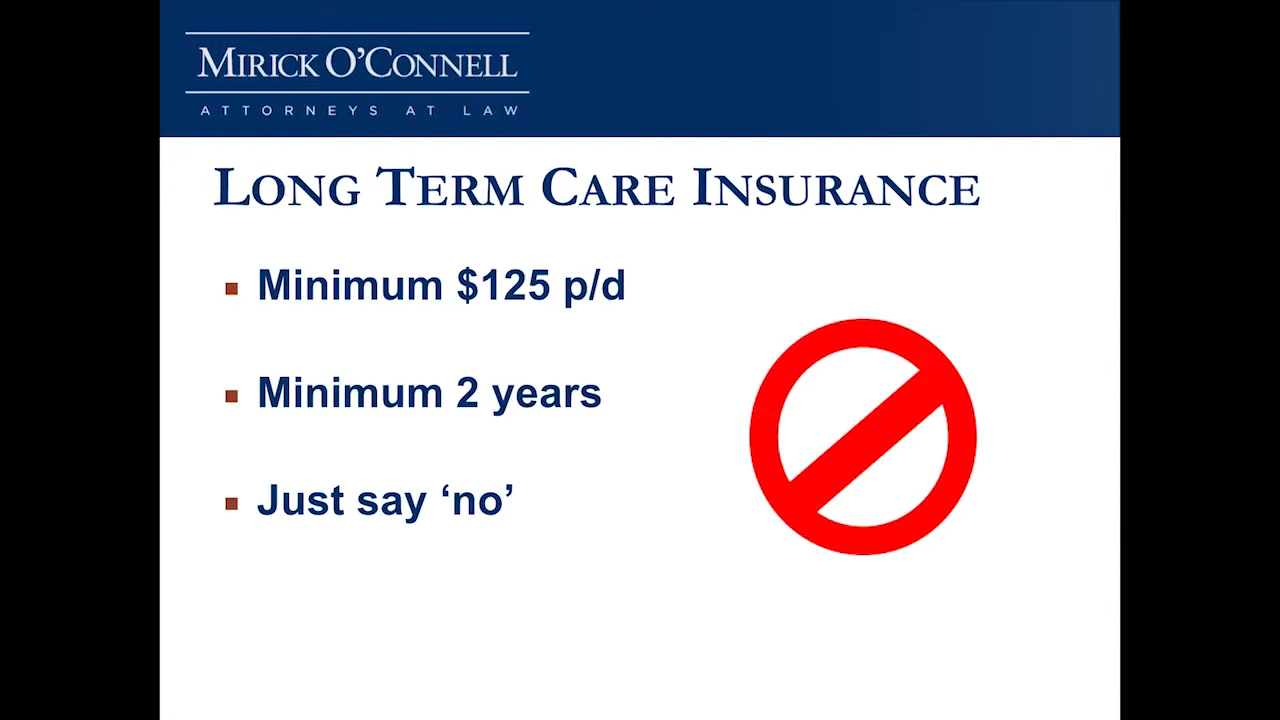 MIRICK O’CONNELL
ATTORNEYS AT LAW
LONG TERM CARE INSURANCE
Minimum $125 p/d
Minimum 2 years
Just say ‘no’